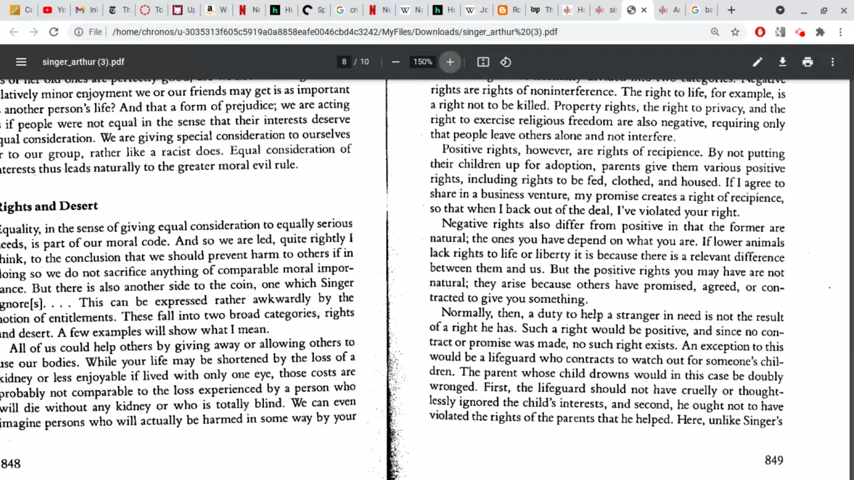 Co
Yo
M
Inl
T
To
Up
W
N
H
Sp
G cri
N
W Ni
H
W Jo
Ro
top
Th
He
sin
Ac
G ba
File
/home/chronos/u-3035313f605c5919a0a8858eafe0046cbd4c3242/MyFiles/Downloads/singer_arthur%20(3).pdf
singer_arthur (3).pdf
8 / 10
150%
elatively minor enjoyment we or our friends may get is as important
another person's life? And that a form of prejudice; we are acting
s if people were not equal in the sense that their interests deserve
qual consideration. We are giving special consideration to ourselves
r to our group, rather like a racist does. Equal consideration of
nterests thus leads naturally to the greater moral evil rule.
Rights and Desert
Equality, in the sense of giving equal consideration to equally serious
needs, is part of our moral code. And so we are led, quite rightly I
hink, to the conclusion that we should prevent harm to others if in
doing so we do not sacrifice anything of comparable moral impor-
ance. But there is also another side to the coin, one which Singer
gnore[s]. . . . This can be expressed rather awkwardly by the
notion of entitlements. These fall into two broad categories, rights
nd desert. A few examples will show what I mean.
All of us could help others by giving away or allowing others to
use our bodies. While your life may be shortened by the loss of a
kidney or less enjoyable if lived with only one eye, those costs are
probably not comparable to the loss experienced by a person who
will die without any kidney or who is totally blind. We can even
imagine persons who will actually be harmed in some way by your
848
rights are rights of noninterference. The right to life, for example, is
a right not to be killed. Property rights, the right to privacy, and the
right to exercise religious freedom are also negative, requiring only
that people leave others alone and not interfere.
Positive rights, however, are rights of recipience. By not putting
their children up for adoption, parents give them various positive
rights, including rights to be fed, clothed, and housed. If I agree to
share in a business venture, my promise creates a right of recipience,
so that when I back out of the deal, I've violated your right.
Negative rights also differ from positive in that the former are
natural; the ones you have depend on what you are. If lower animals
lack rights to life or liberty it is because there is a relevant difference
between them and us. But the positive rights you may have are not
natural; they arise because others have promised, agreed, or con-
tracted to give you something.
Normally, then, a duty to help a stranger in need is not the result
of a right he has. Such a right would be positive, and since no con-
tract or promise was made, no such right exists. An exception to this
would be a lifeguard who contracts to watch out for someone's chil-
dren. The parent whose child drowns would in this case be doubly
wronged. First, the lifeguard should not have cruelly or thought-
lessly ignored the child's interests, and second, he ought not to have
violated the rights of the parents that he helped. Here, unlike Singer's
849